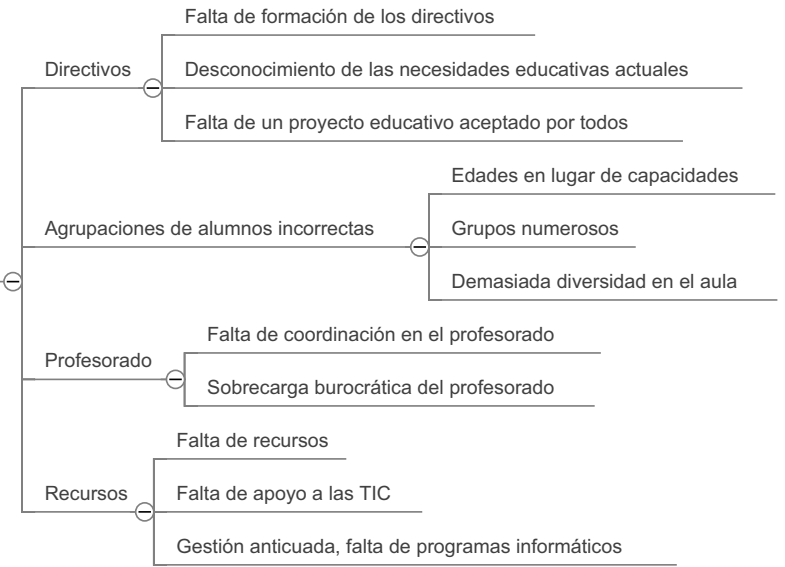 Directivos
Falta de formación de los directivos
Desconocimiento de las necesidades educativas actuales
Falta de un proyecto educativo aceptado por todos
Agrupaciones de alumnos incorrectas
Edades en lugar de capacidades
Grupos numerosos
Demasiada diversidad en el aula
Profesorado
Falta de coordinación en el profesorado
Sobrecarga burocrática del profesorado
Recursos
Falta de recursos
Falta de apoyo a las TIC
Gestión anticuada, falta de programas informáticos